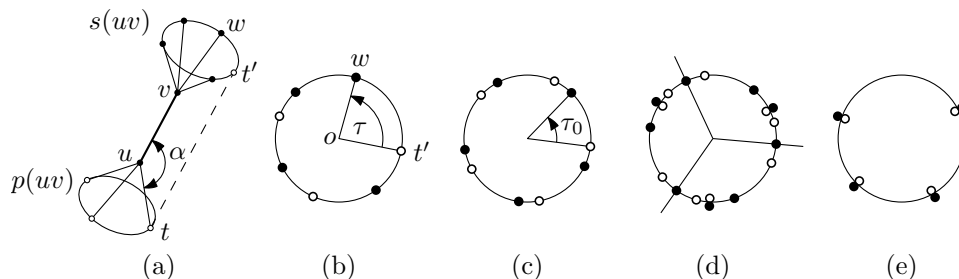 s(uv)
w
t′
v
u
α
p(uv)
t
(a)
w
o
τ
t′
(b)
τ0
(c)
(d)
(e)